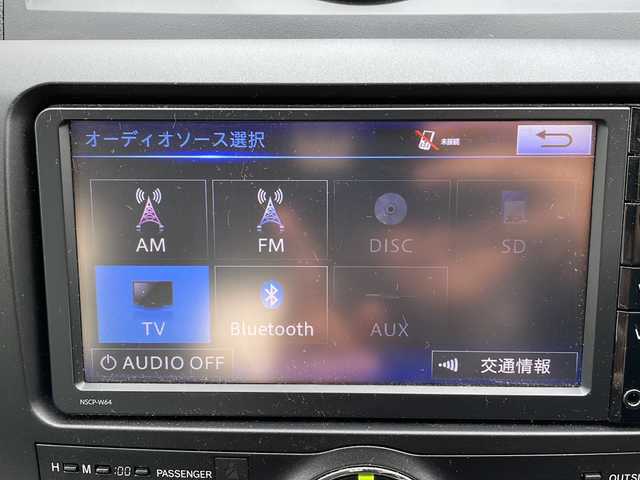 オーディオソース選択
未接続
AM
FM
DISC
SD
TV
Bluetooth
AUX
AUDIO OFF
交通情報
NSCP-W64
H
M
:00
PASSENGER